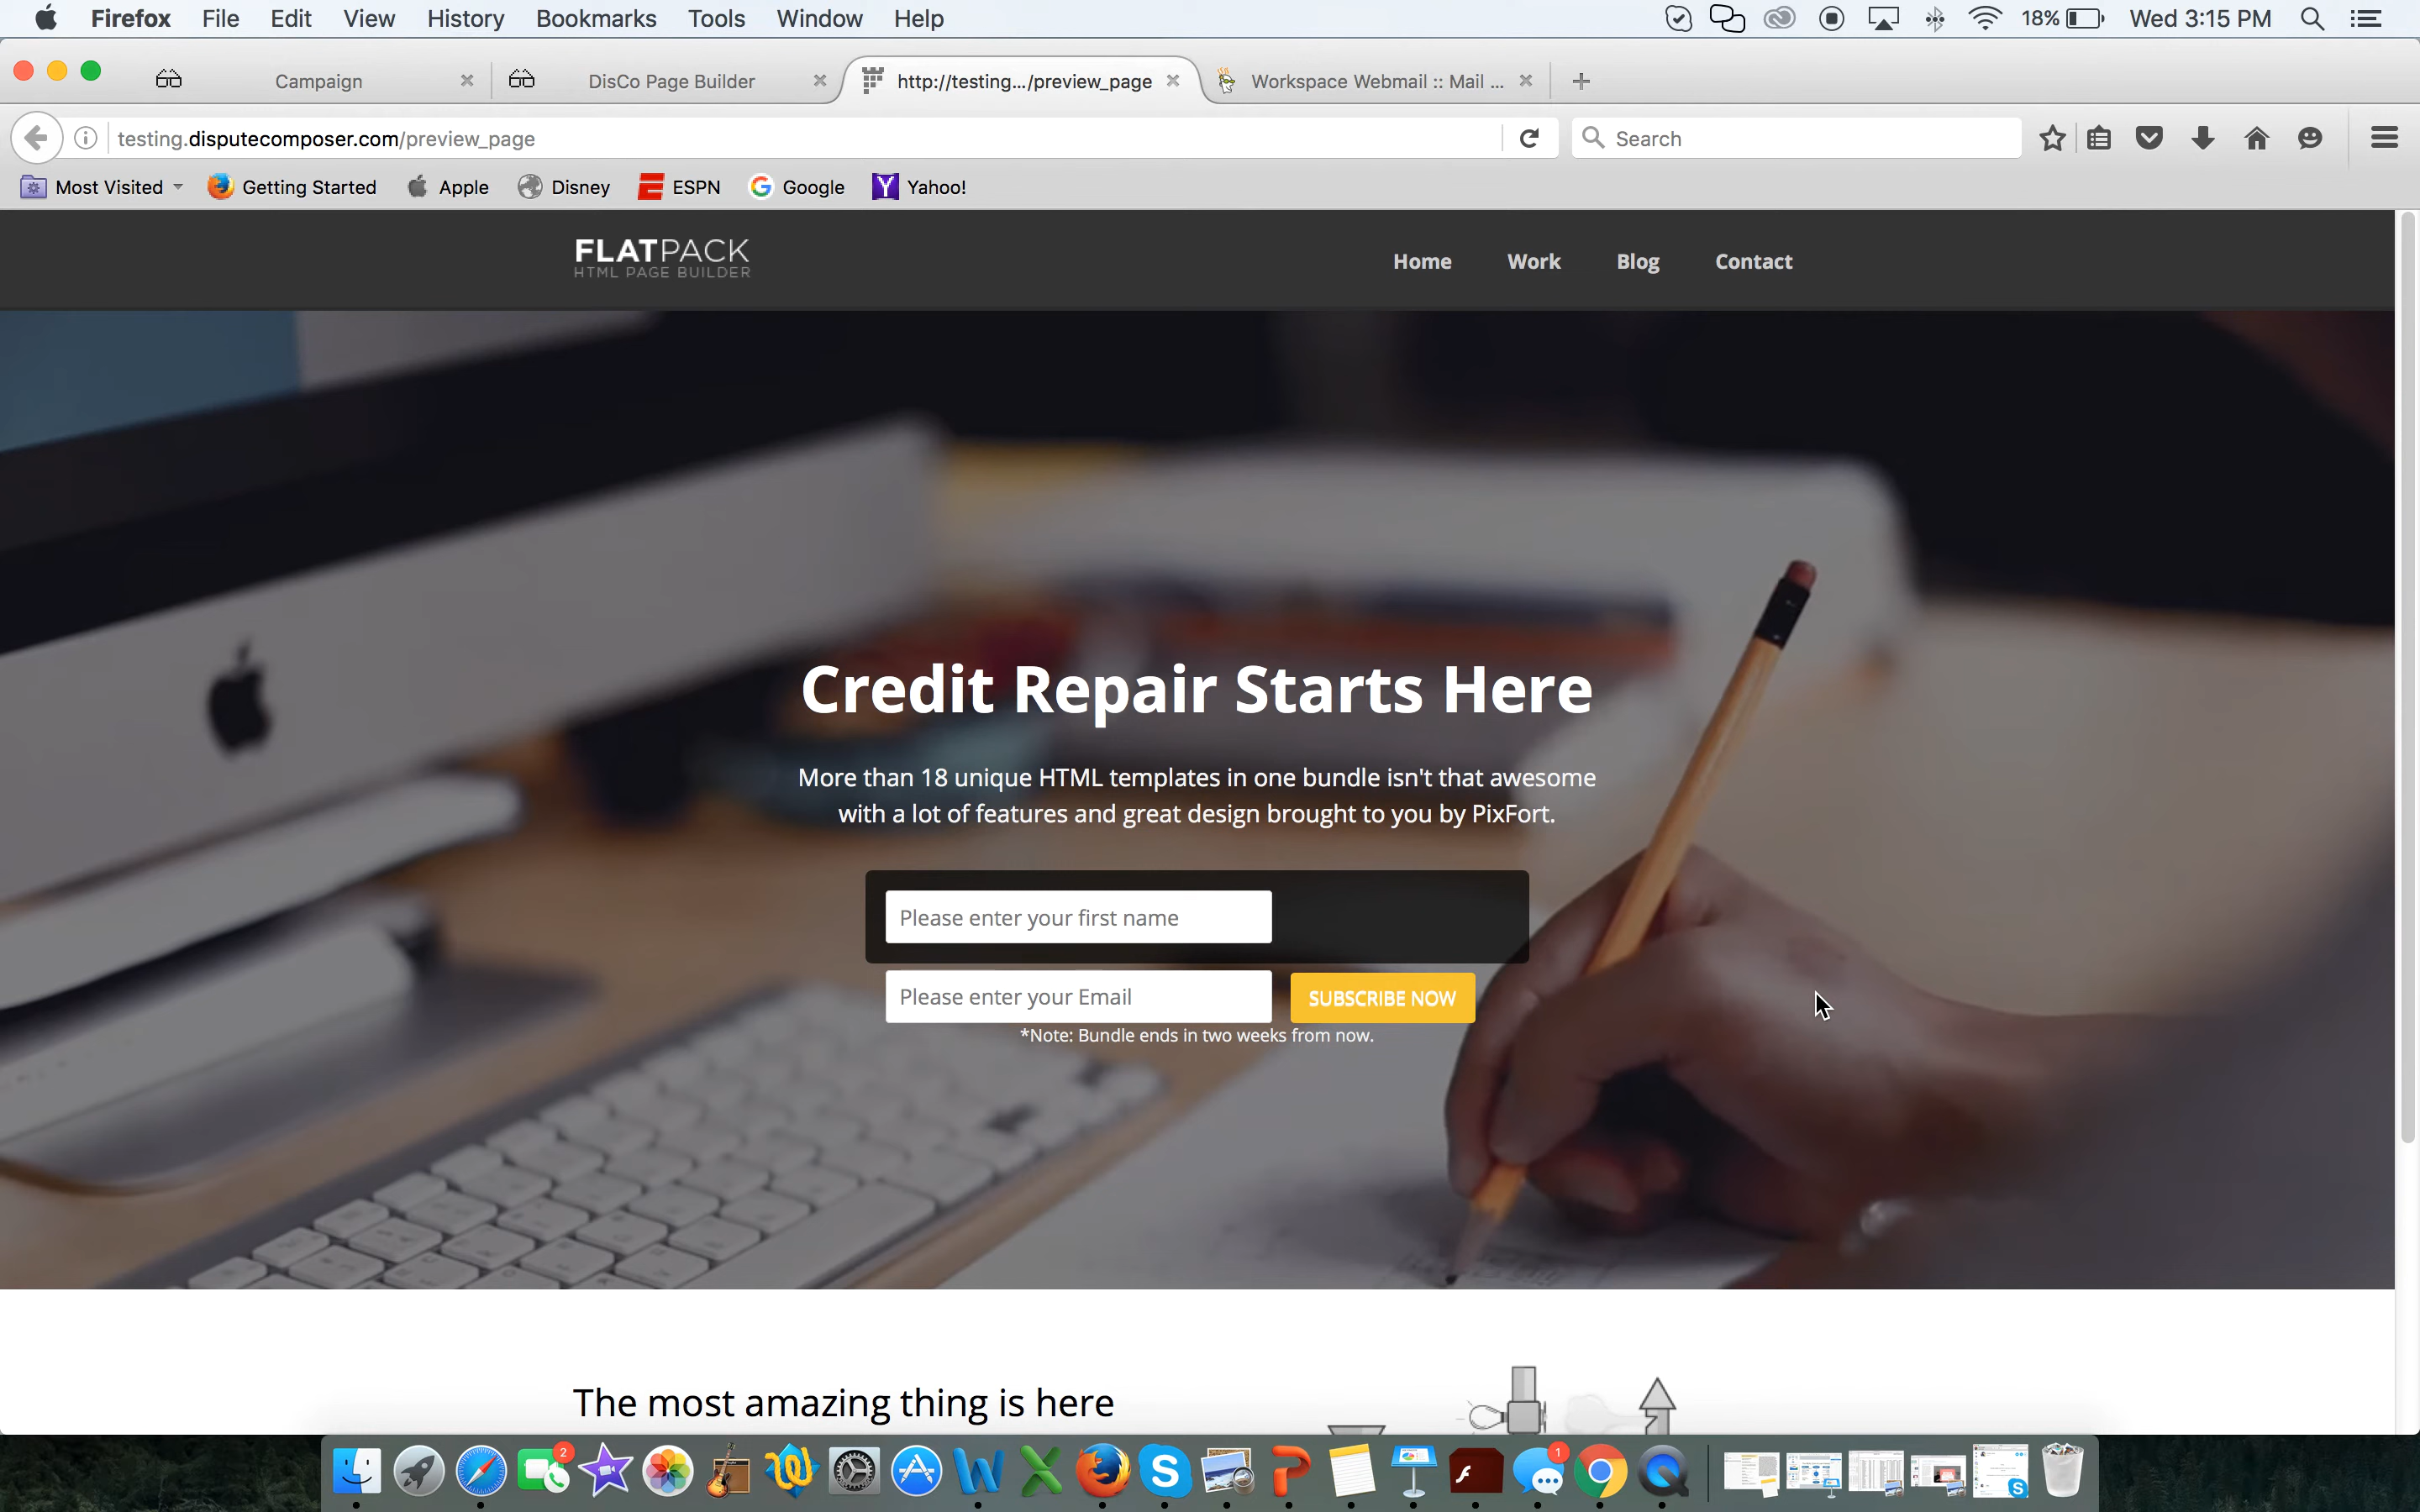 Firefox File Edit View History Bookmarks Tools Window Help 18% Wed 3:15 PM
Campaign DisCo Page Builder http://testing.../preview_page Workspace Webmail :: Mail ...
testing.disputecomposer.com/preview_page Search
Most Visited Getting Started Apple Disney ESPN Google Yahoo!
FLATPACK
HTML PAGE BUILDER
Home Work Blog Contact
Credit Repair Starts Here
More than 18 unique HTML templates in one bundle isn't that awesome
with a lot of features and great design brought to you by PixFort.
Please enter your first name
Please enter your Email SUBSCRIBE NOW
*Note: Bundle ends in two weeks from now.
The most amazing thing is here
2
1